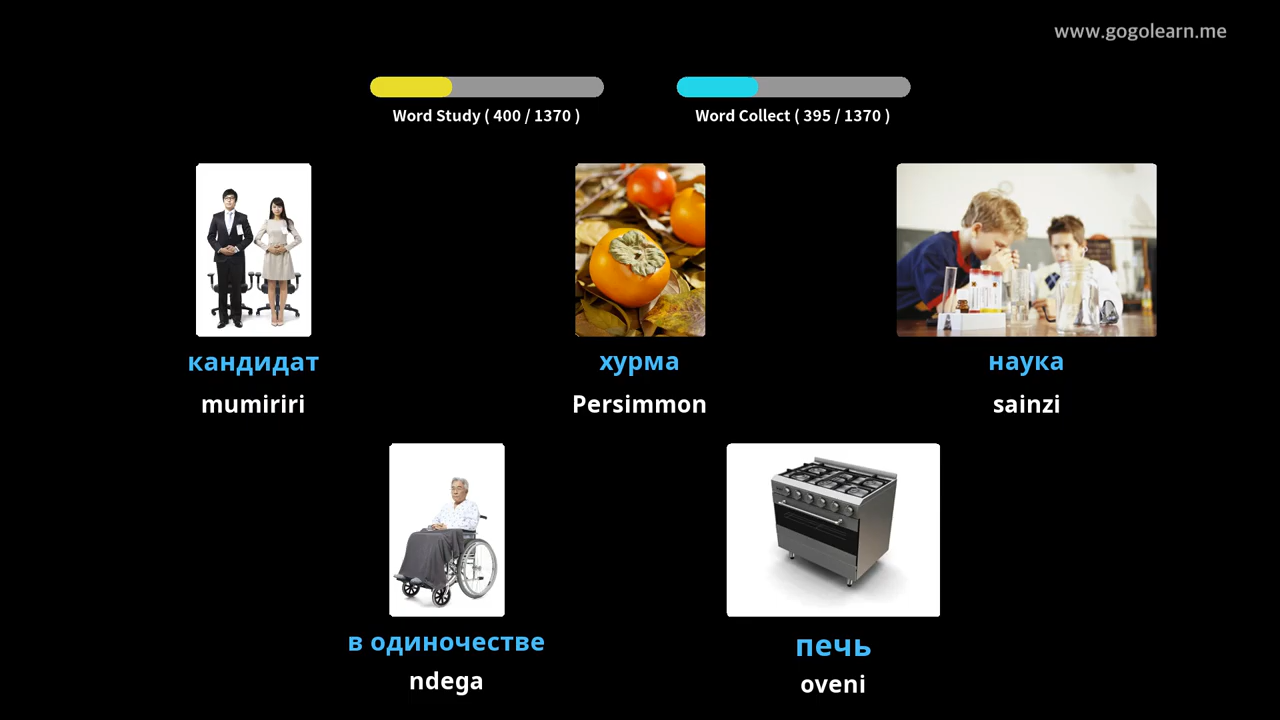 www.gogolearn.me
Word Study ( 400 / 1370 )
Word Collect ( 395 / 1370 )
кандидат
mumiriri
хурма
Persimmon
наука
sainzi
в одиночестве
ndega
печь
oveni